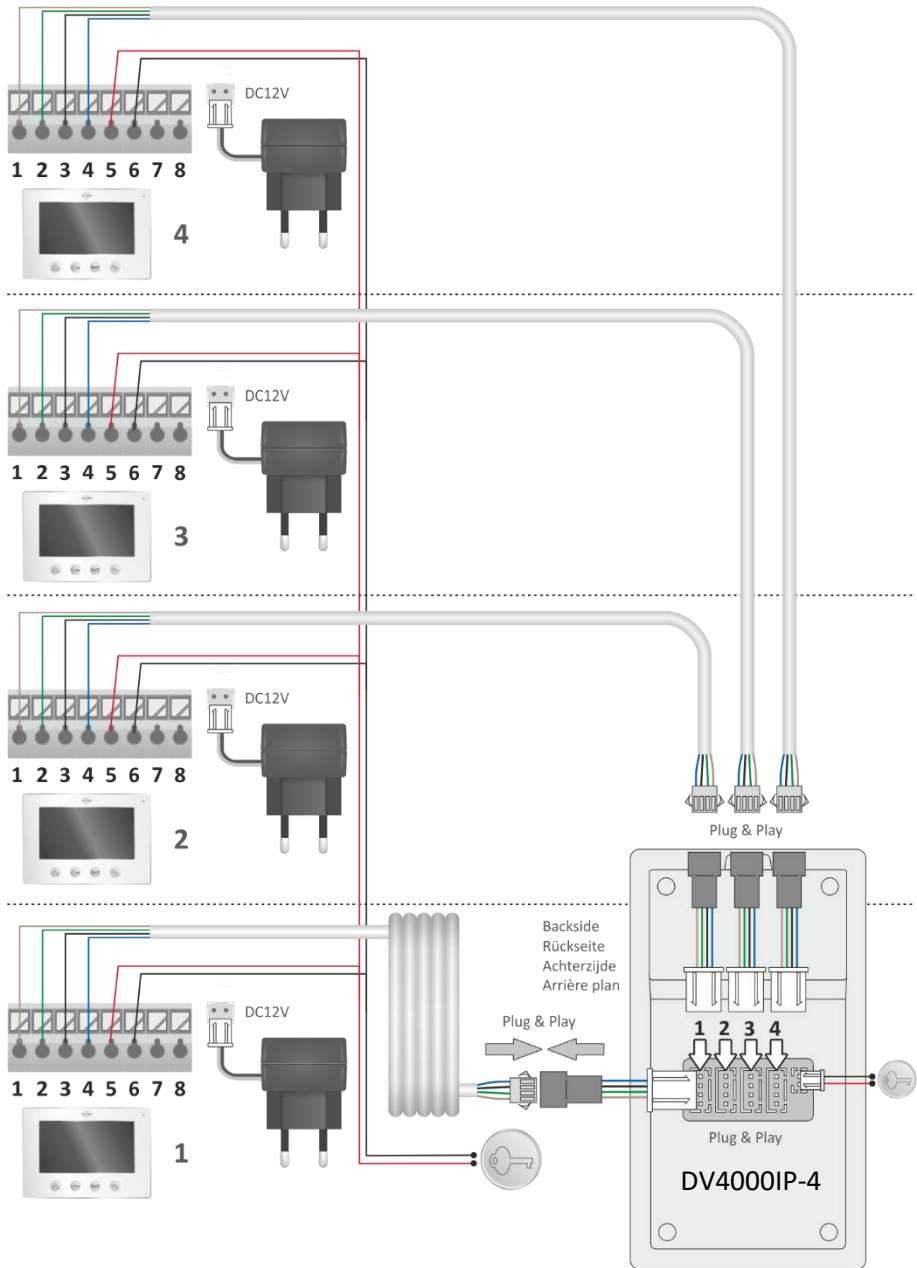 DC12V
1 2 3 4 5 6 7 8
4
DC12V
1 2 3 4 5 6 7 8
3
DC12V
1 2 3 4 5 6 7 8
2
Plug & Play
Backside
Rückseite
Achterzijde
Arrière plan
DC12V
Plug & Play
1 2 3 4
1 2 3 4 5 6 7 8
1
Plug & Play
DV4000IP-4